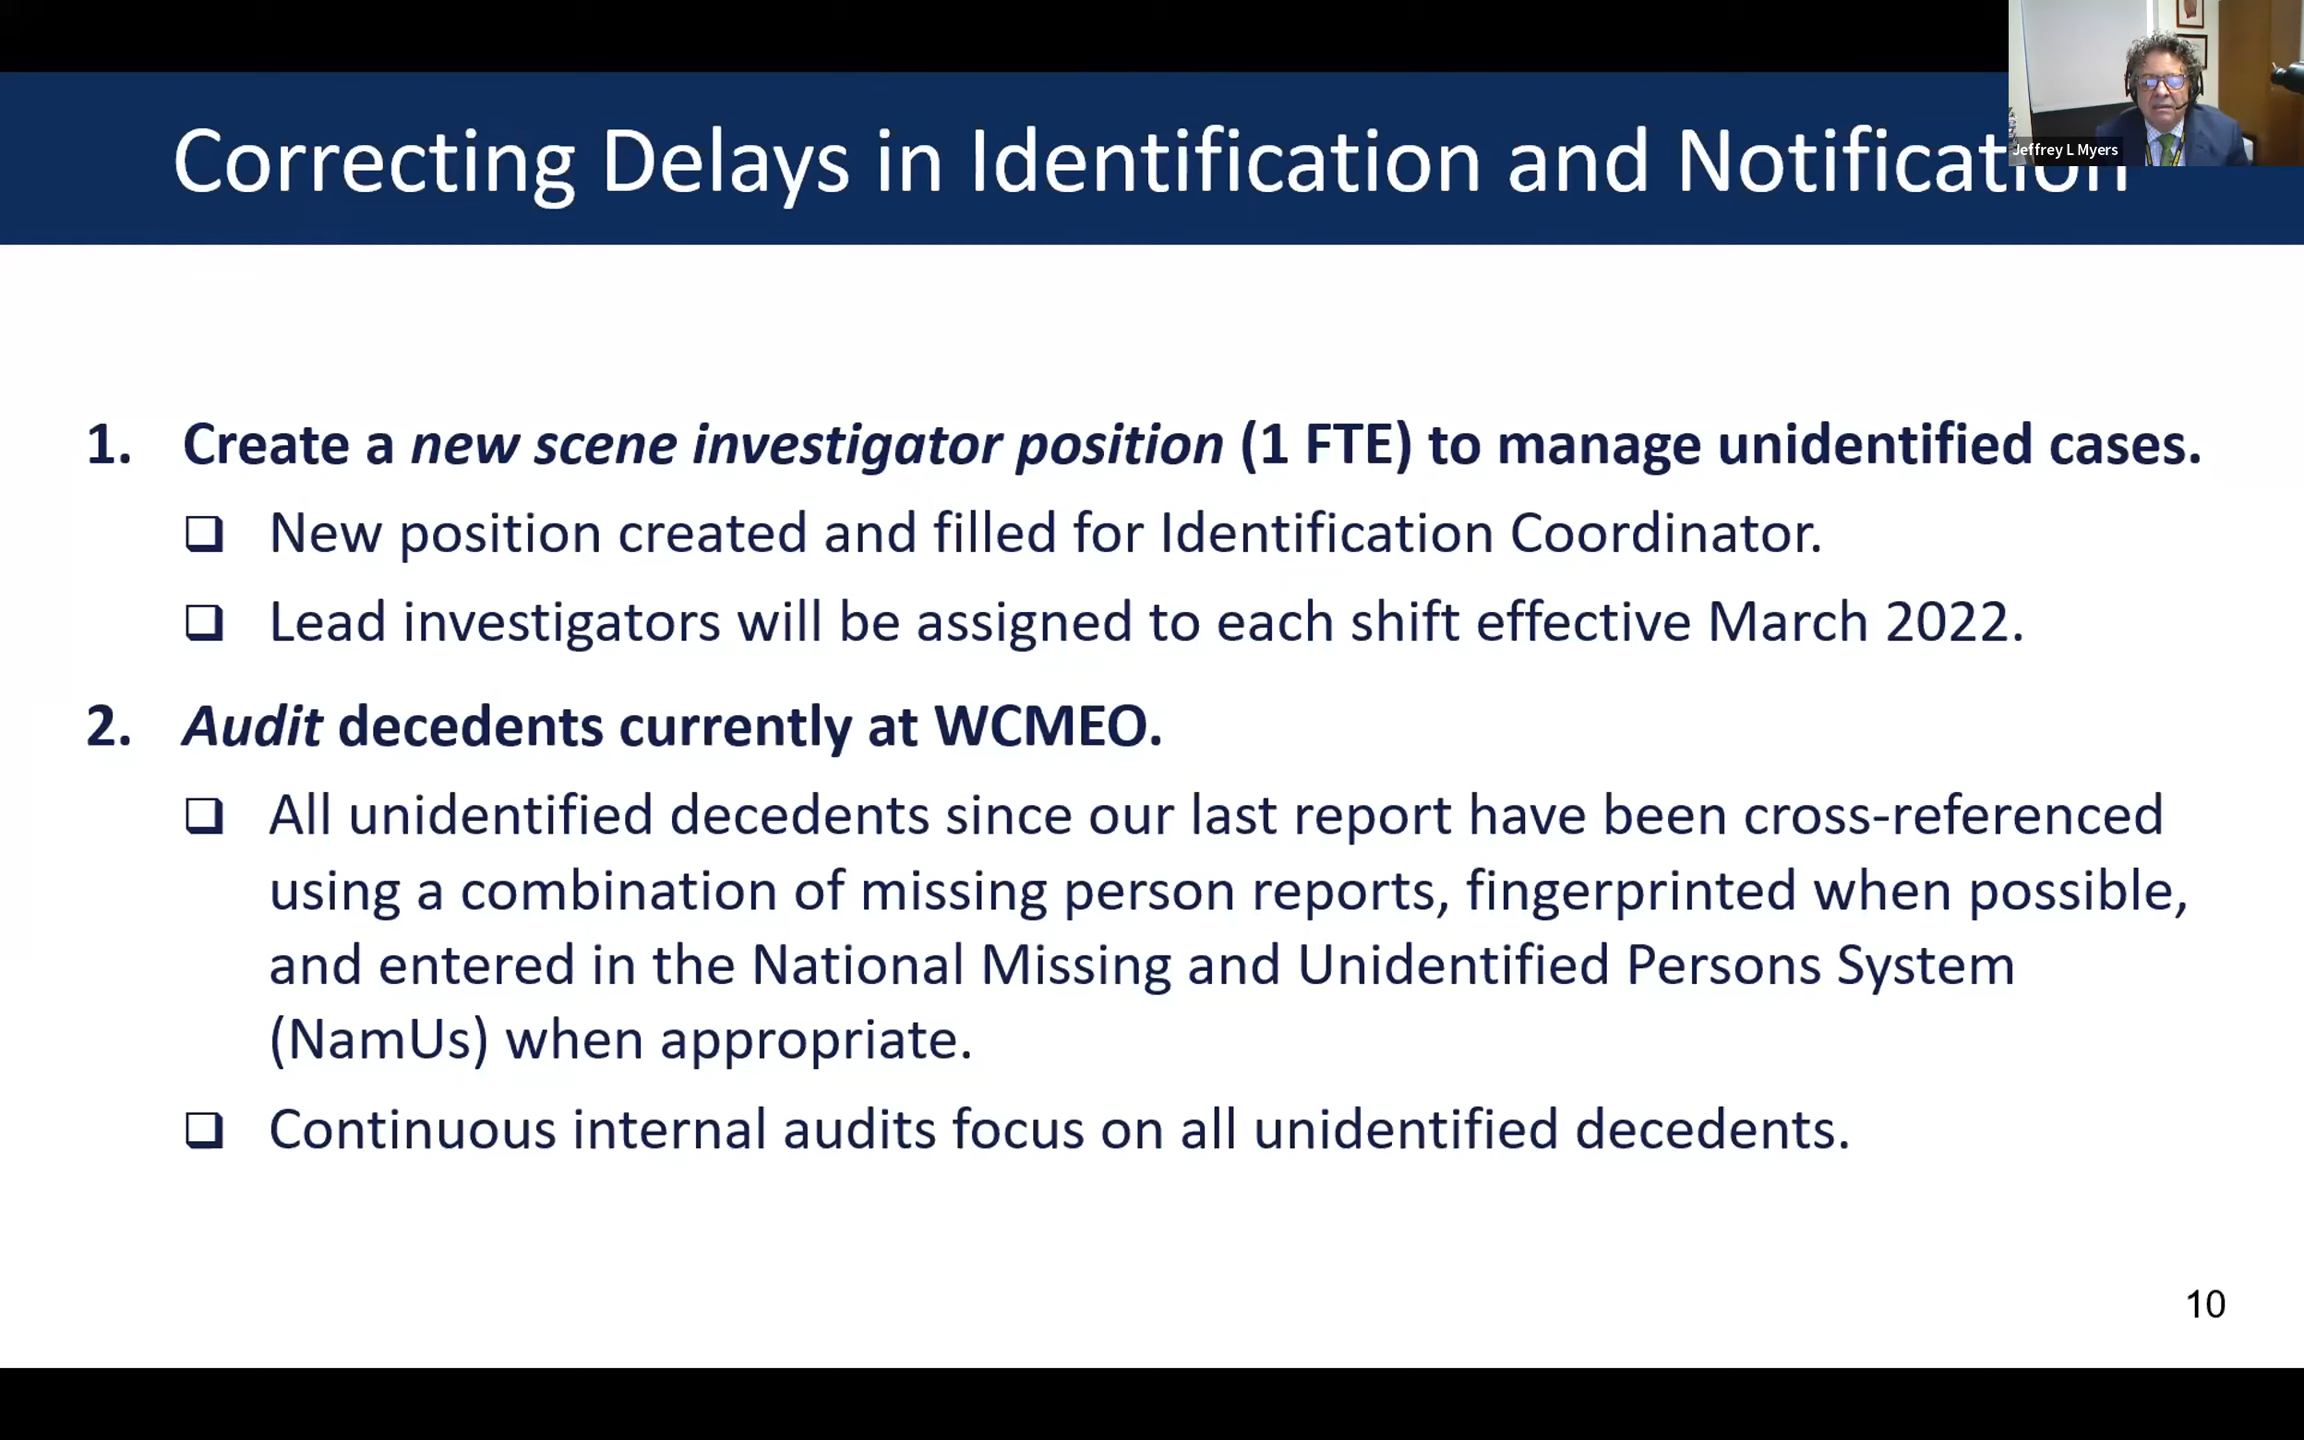 Correcting Delays in Identification and Notification
Jeffrey L Myers
1. Create a new scene investigator position (1 FTE) to manage unidentified cases.
❑ New position created and filled for Identification Coordinator.
❑ Lead investigators will be assigned to each shift effective March 2022.
2. Audit decedents currently at WCMEO.
❑ All unidentified decedents since our last report have been cross-referenced
using a combination of missing person reports, fingerprinted when possible,
and entered in the National Missing and Unidentified Persons System
(NamUs) when appropriate.
❑ Continuous internal audits focus on all unidentified decedents.
10